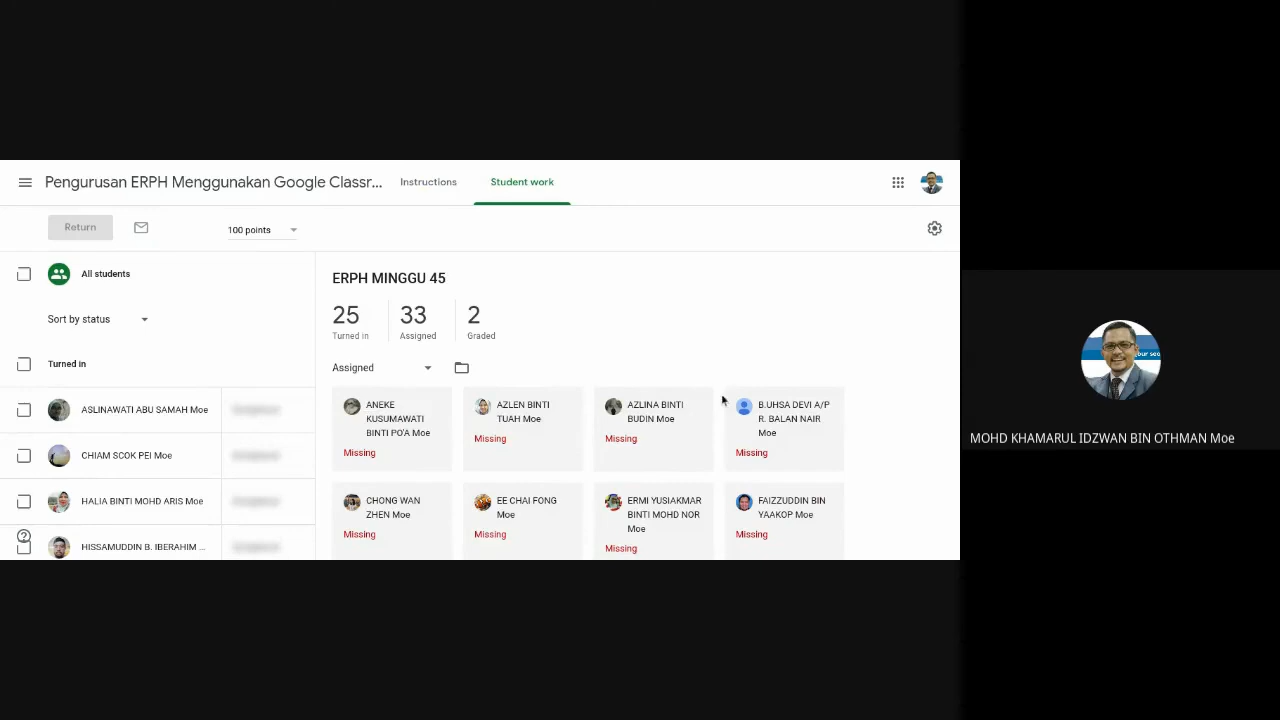 Pengurusan ERPH Menggunakan Google Classr...
Instructions
Student work
Return
100 points
All students
Sort by status
Turned in
ASLINAWATI ABU SAMAH Moe
CHIAM SCOK PEI Moe
HALIA BINTI MOHD ARIS Moe
HISSAMUDDIN B. IBERAHIM ...
ERPH MINGGU 45
25
Turned in
33
Assigned
2
Graded
Assigned
ANEKE
KUSUMAWATI
BINTI PO'A Moe
Missing
AZLEN BINTI
TUAH Moe
Missing
AZLINA BINTI
BUDIN Moe
Missing
B.UHSA DEVI A/P
R. BALAN NAIR
Moe
Missing
CHONG WAN
ZHEN Moe
Missing
EE CHAI FONG
Moe
Missing
ERMI YUSIAKMAR
BINTI MOHD NOR
Moe
Missing
FAIZZUDDIN BIN
YAAKOP Moe
Missing
MOHD KHAMARUL IDZWAN BIN OTHMAN Moe